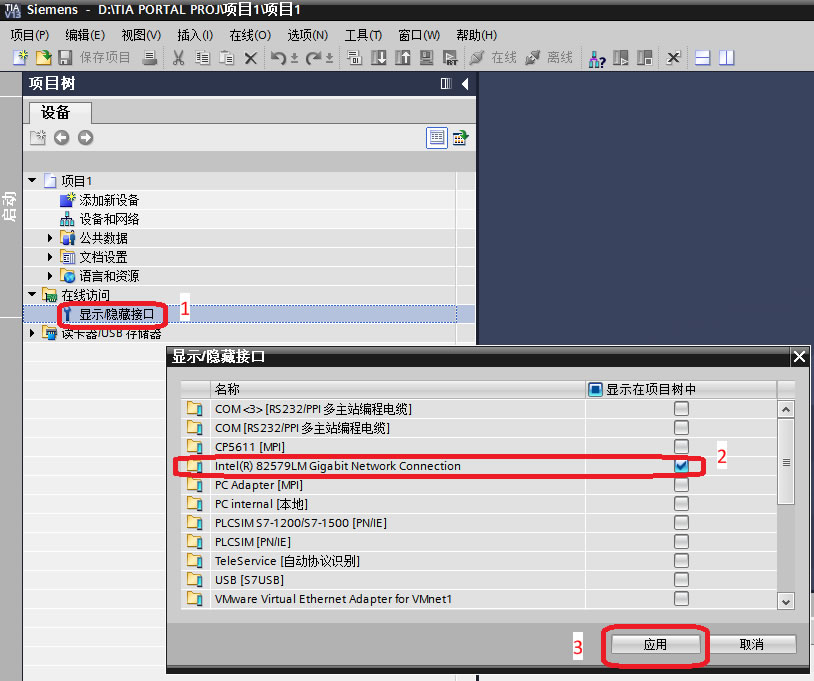 TIA V13 Siemens - D:\TIA PORTAL PROJ\项目1\项目1
项目(P) 编辑(E) 视图(V) 插入(I) 在线(O) 选项(N) 工具(T) 窗口(W) 帮助(H)
保存项目 在线 离线
项目树
设备
启动
项目1
添加新设备
设备和网络
公共数据
文档设置
语言和资源
在线访问
显示/隐藏接口 1
读卡器/USB 存储器
显示/隐藏接口
名称 显示在项目树中
COM <3> [RS232/PPI 多主站编程电缆]
COM [RS232/PPI 多主站编程电缆]
CP5611 [MPI]
Intel(R) 82579LM Gigabit Network Connection 2
PC Adapter [MPI]
PC internal [本地]
PLCSIM S7-1200/S7-1500 [PN/IE]
PLCSIM [PN/IE]
TeleService [自动协议识别]
USB [S7USB]
VMware Virtual Ethernet Adapter for VMnet1
3 应用 取消